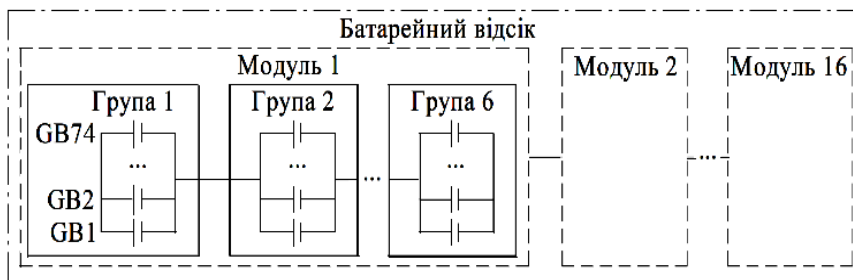 Батарейний відсік
Модуль 1
Модуль 2
Модуль 16
Група 1
Група 2
Група 6
GB74
...
...
...
...
...
GB2
GB1